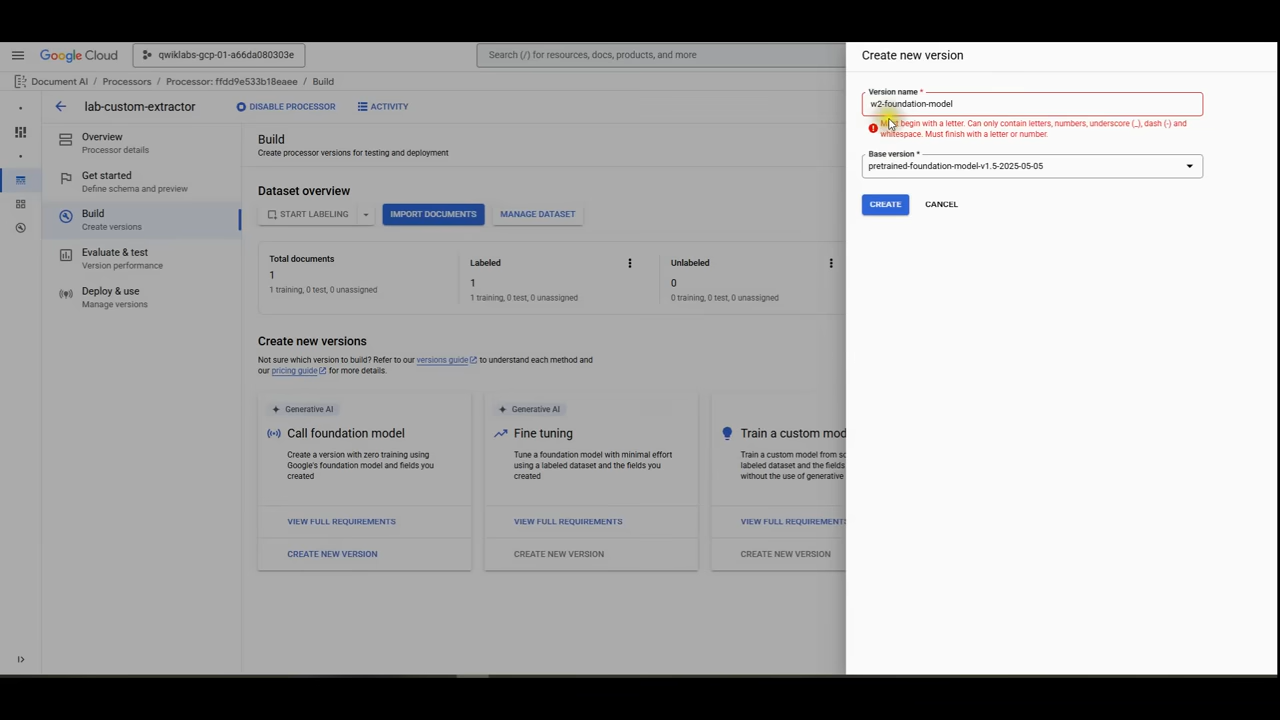 Google Cloud
qwiklabs-gcp-01-a66da080303e
Search (/) for resources, docs, products, and more
Document AI / Processors / Processor: ffdd9e533b18eaee / Build
lab-custom-extractor
DISABLE PROCESSOR
ACTIVITY
Overview
Processor details
Get started
Define schema and preview
Build
Create versions
Evaluate & test
Version performance
Deploy & use
Manage versions
Build
Create processor versions for testing and deployment
Dataset overview
START LABELING
IMPORT DOCUMENTS
MANAGE DATASET
Total documents
1
1 training, 0 test, 0 unassigned
Labeled
1
1 training, 0 test, 0 unassigned
Unlabeled
0
0 training, 0 test, 0 unassigned
Create new versions
Not sure which version to build? Refer to our versions guide to understand each method and
our pricing guide for more details.
Generative AI
Call foundation model
Create a version with zero training using
Google's foundation model and fields you
created
VIEW FULL REQUIREMENTS
CREATE NEW VERSION
Generative AI
Fine tuning
Tune a foundation model with minimal effort
using a labeled dataset and the fields you
created
VIEW FULL REQUIREMENTS
CREATE NEW VERSION
Train a custom mod
Train a custom model from sc
labeled dataset and the fields
without the use of generative
VIEW FULL REQUIREMENTS
CREATE NEW VERSION
Create new version
Version name *
w2-foundation-model
begin with a letter. Can only contain letters, numbers, underscore (_), dash (-) and
whitespace. Must finish with a letter or number.
Base version *
pretrained-foundation-model-v1.5-2025-05-05
CREATE
CANCEL